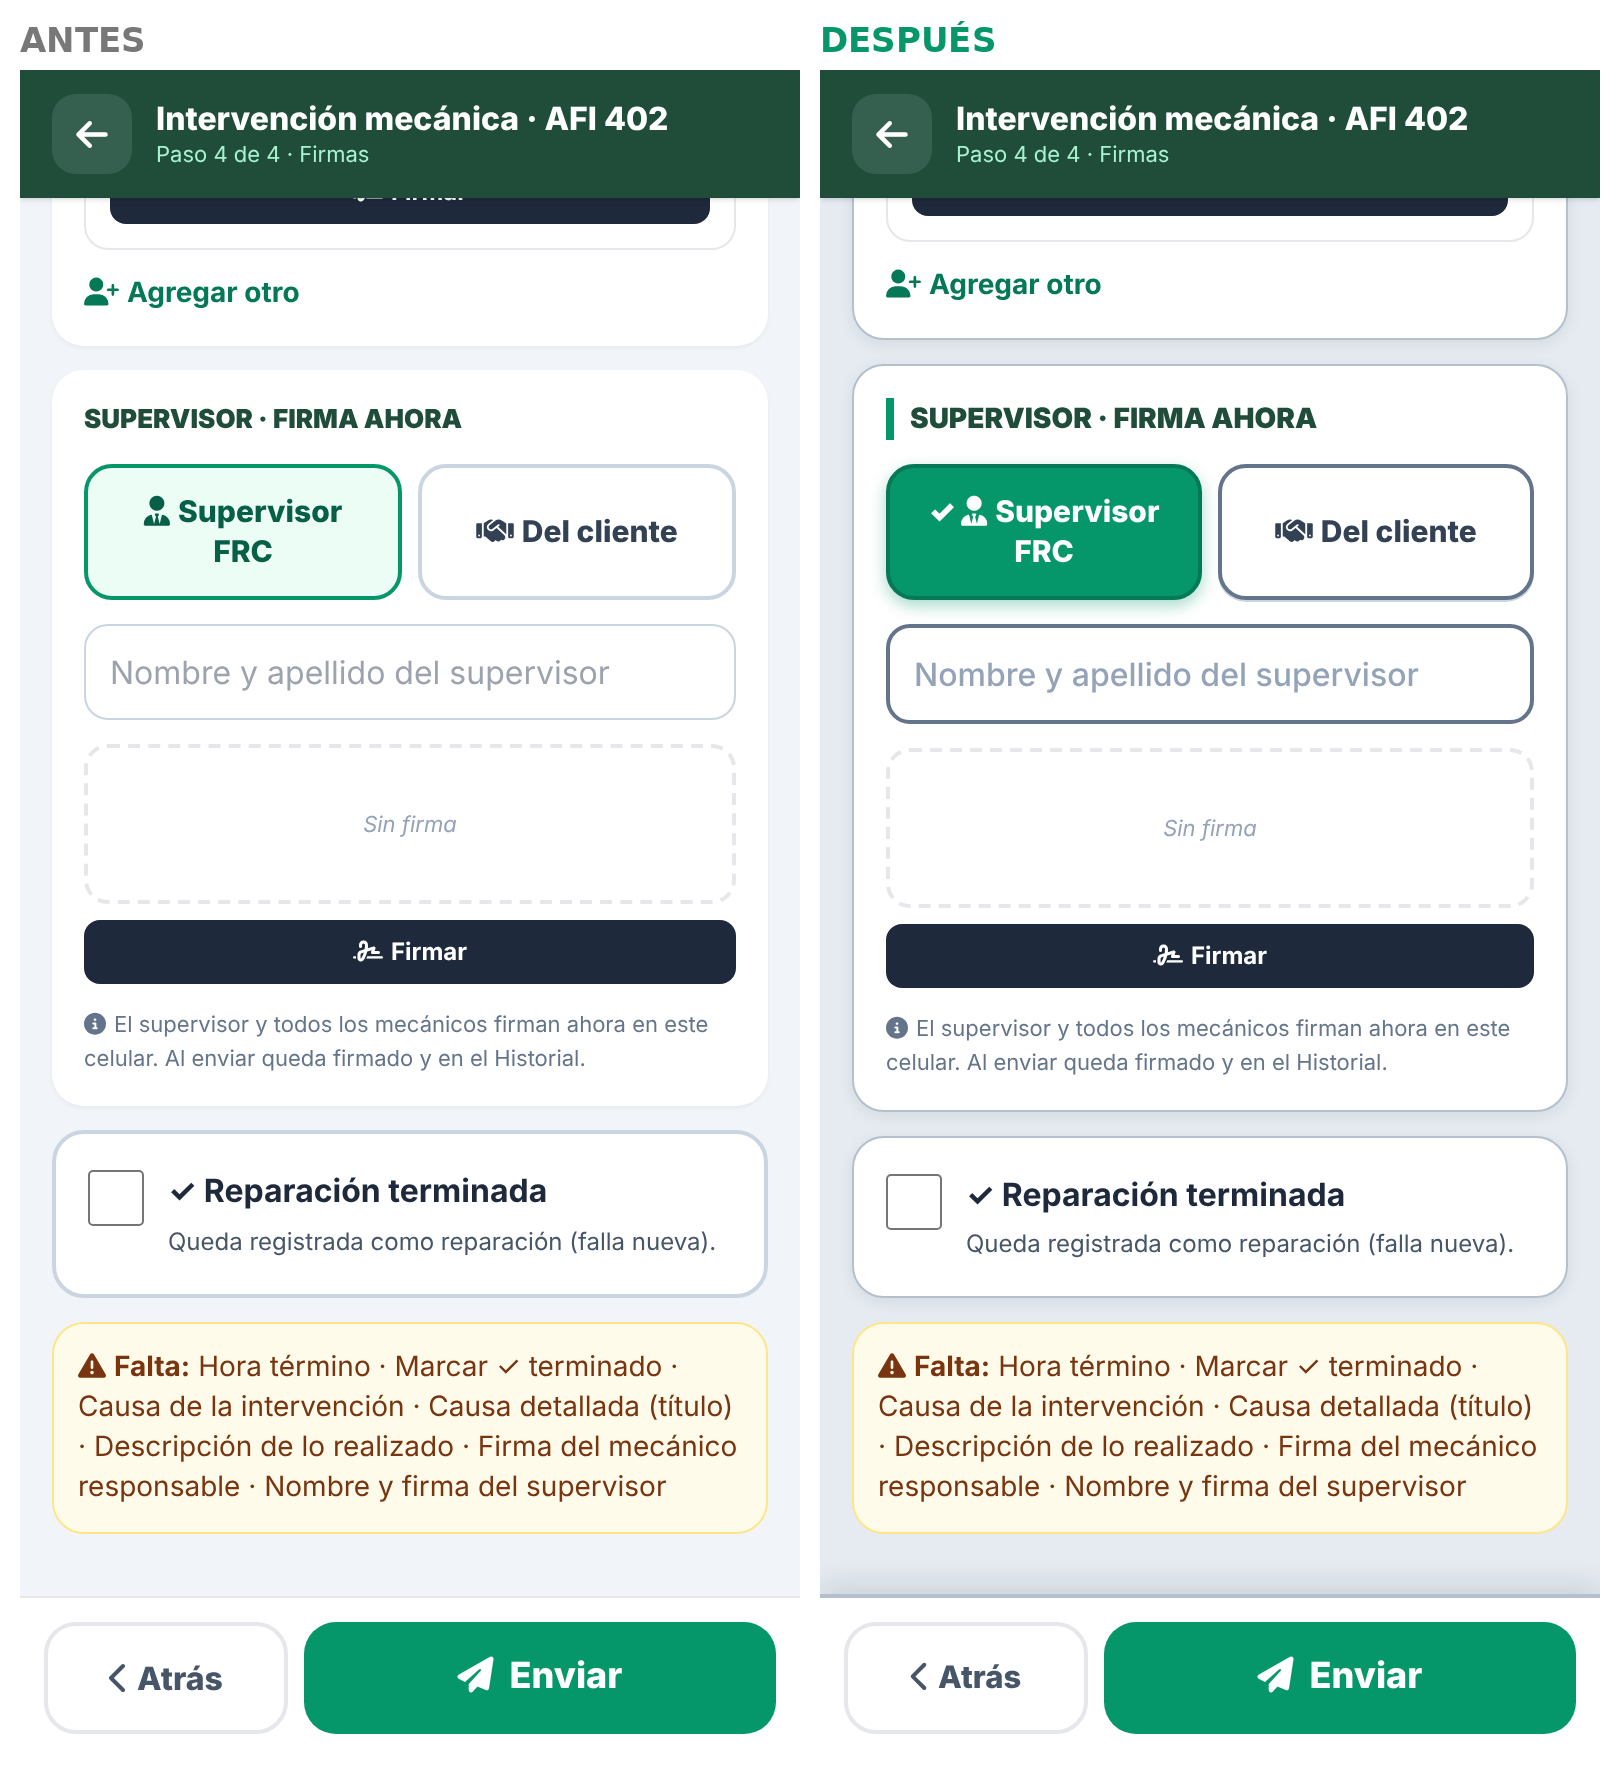 ANTES
Intervención mecánica · AFI 402
Paso 4 de 4 · Firmas
Firmar
Agregar otro
SUPERVISOR · FIRMA AHORA
Supervisor
FRC
Del cliente
Nombre y apellido del supervisor
Sin firma
Firmar
El supervisor y todos los mecánicos firman ahora en este
celular. Al enviar queda firmado y en el Historial.
✓ Reparación terminada
Queda registrada como reparación (falla nueva).
Falta: Hora término · Marcar ✓ terminado ·
Causa de la intervención · Causa detallada (título)
· Descripción de lo realizado · Firma del mecánico
responsable · Nombre y firma del supervisor
Atrás
Enviar
DESPUÉS
Intervención mecánica · AFI 402
Paso 4 de 4 · Firmas
Agregar otro
SUPERVISOR · FIRMA AHORA
✓ Supervisor
FRC
Del cliente
Nombre y apellido del supervisor
Sin firma
Firmar
El supervisor y todos los mecánicos firman ahora en este
celular. Al enviar queda firmado y en el Historial.
✓ Reparación terminada
Queda registrada como reparación (falla nueva).
Falta: Hora término · Marcar ✓ terminado ·
Causa de la intervención · Causa detallada (título)
· Descripción de lo realizado · Firma del mecánico
responsable · Nombre y firma del supervisor
Atrás
Enviar